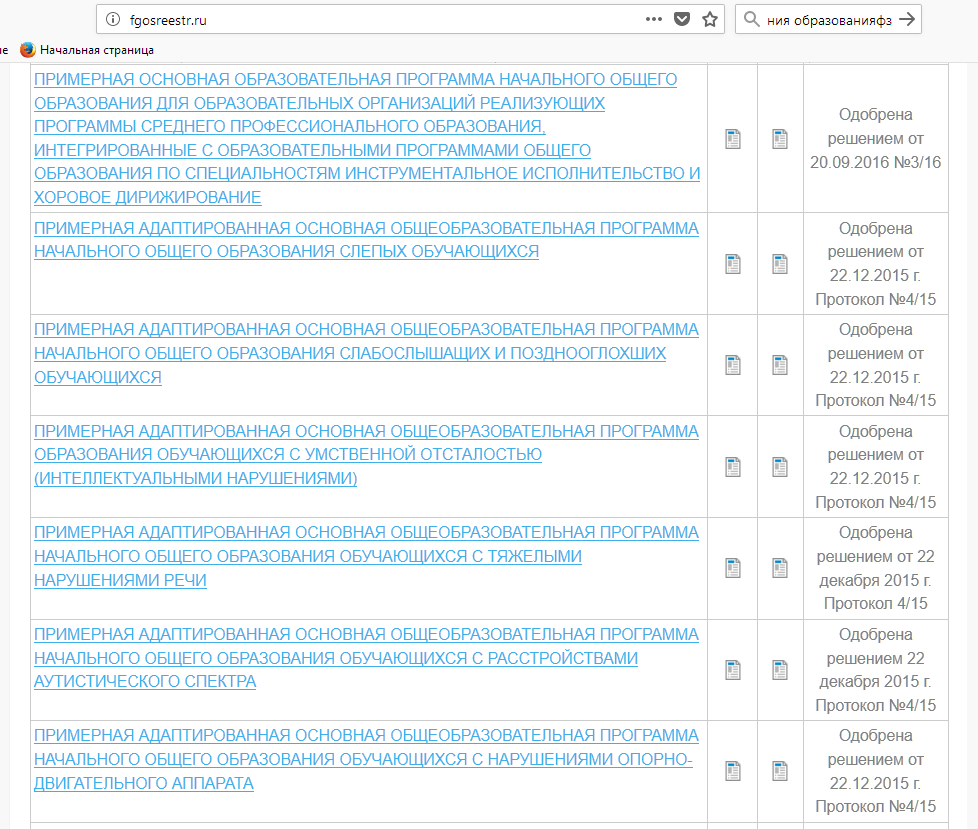 fgosreestr.ru
ния образованияфз
ие
Начальная страница
ПРИМЕРНАЯ ОСНОВНАЯ ОБРАЗОВАТЕЛЬНАЯ ПРОГРАММА НАЧАЛЬНОГО ОБЩЕГО
ОБРАЗОВАНИЯ ДЛЯ ОБРАЗОВАТЕЛЬНЫХ ОРГАНИЗАЦИЙ РЕАЛИЗУЮЩИХ
ПРОГРАММЫ СРЕДНЕГО ПРОФЕССИОНАЛЬНОГО ОБРАЗОВАНИЯ,
ИНТЕГРИРОВАННЫЕ С ОБРАЗОВАТЕЛЬНЫМИ ПРОГРАММАМИ ОБЩЕГО
ОБРАЗОВАНИЯ ПО СПЕЦИАЛЬНОСТЯМ ИНСТРУМЕНТАЛЬНОЕ ИСПОЛНИТЕЛЬСТВО И
ХОРОВОЕ ДИРИЖИРОВАНИЕ
Одобрена
решением от
20.09.2016 №3/16
ПРИМЕРНАЯ АДАПТИРОВАННАЯ ОСНОВНАЯ ОБЩЕОБРАЗОВАТЕЛЬНАЯ ПРОГРАММА
НАЧАЛЬНОГО ОБЩЕГО ОБРАЗОВАНИЯ СЛЕПЫХ ОБУЧАЮЩИХСЯ
Одобрена
решением от
22.12.2015 г.
Протокол №4/15
ПРИМЕРНАЯ АДАПТИРОВАННАЯ ОСНОВНАЯ ОБЩЕОБРАЗОВАТЕЛЬНАЯ ПРОГРАММА
НАЧАЛЬНОГО ОБЩЕГО ОБРАЗОВАНИЯ СЛАБОСЛЫШАЩИХ И ПОЗДНООГЛОХШИХ
ОБУЧАЮЩИХСЯ
Одобрена
решением от
22.12.2015 г.
Протокол №4/15
ПРИМЕРНАЯ АДАПТИРОВАННАЯ ОСНОВНАЯ ОБЩЕОБРАЗОВАТЕЛЬНАЯ ПРОГРАММА
ОБРАЗОВАНИЯ ОБУЧАЮЩИХСЯ С УМСТВЕННОЙ ОТСТАЛОСТЬЮ
(ИНТЕЛЛЕКТУАЛЬНЫМИ НАРУШЕНИЯМИ)
Одобрена
решением от
22.12.2015 г.
Протокол №4/15
ПРИМЕРНАЯ АДАПТИРОВАННАЯ ОСНОВНАЯ ОБЩЕОБРАЗОВАТЕЛЬНАЯ ПРОГРАММА
НАЧАЛЬНОГО ОБЩЕГО ОБРАЗОВАНИЯ ОБУЧАЮЩИХСЯ С ТЯЖЕЛЫМИ
НАРУШЕНИЯМИ РЕЧИ
Одобрена
решением от 22
декабря 2015 г.
Протокол 4/15
ПРИМЕРНАЯ АДАПТИРОВАННАЯ ОСНОВНАЯ ОБЩЕОБРАЗОВАТЕЛЬНАЯ ПРОГРАММА
НАЧАЛЬНОГО ОБЩЕГО ОБРАЗОВАНИЯ ОБУЧАЮЩИХСЯ С РАССТРОЙСТВАМИ
АУТИСТИЧЕСКОГО СПЕКТРА
Одобрена
решением 22
декабря 2015 г.
Протокол №4/15
ПРИМЕРНАЯ АДАПТИРОВАННАЯ ОСНОВНАЯ ОБЩЕОБРАЗОВАТЕЛЬНАЯ ПРОГРАММА
НАЧАЛЬНОГО ОБЩЕГО ОБРАЗОВАНИЯ ОБУЧАЮЩИХСЯ С НАРУШЕНИЯМИ ОПОРНО-
ДВИГАТЕЛЬНОГО АППАРАТА
Одобрена
решением от
22.12.2015 г.
Протокол №4/15